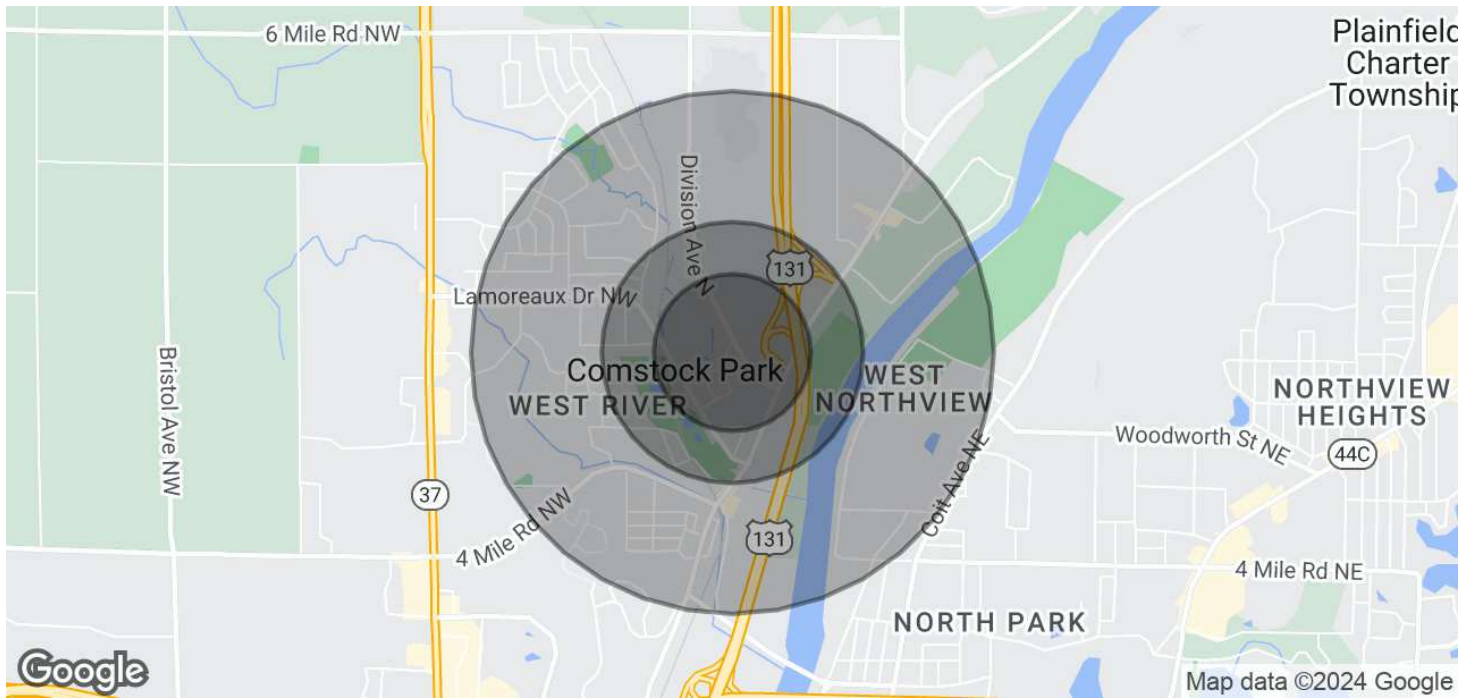 6 Mile Rd NW
Plainfield
Charter
Township
Division Ave N
131
Lamoreaux Dr NW
Bristol Ave NW
Comstock Park
WEST RIVER
WEST
NORTHVIEW
NORTHVIEW
HEIGHTS
Woodworth St NE
44C
37
Coit Ave NE
4 Mile Rd NW
131
4 Mile Rd NE
NORTH PARK
Google
Map data ©2024 Google